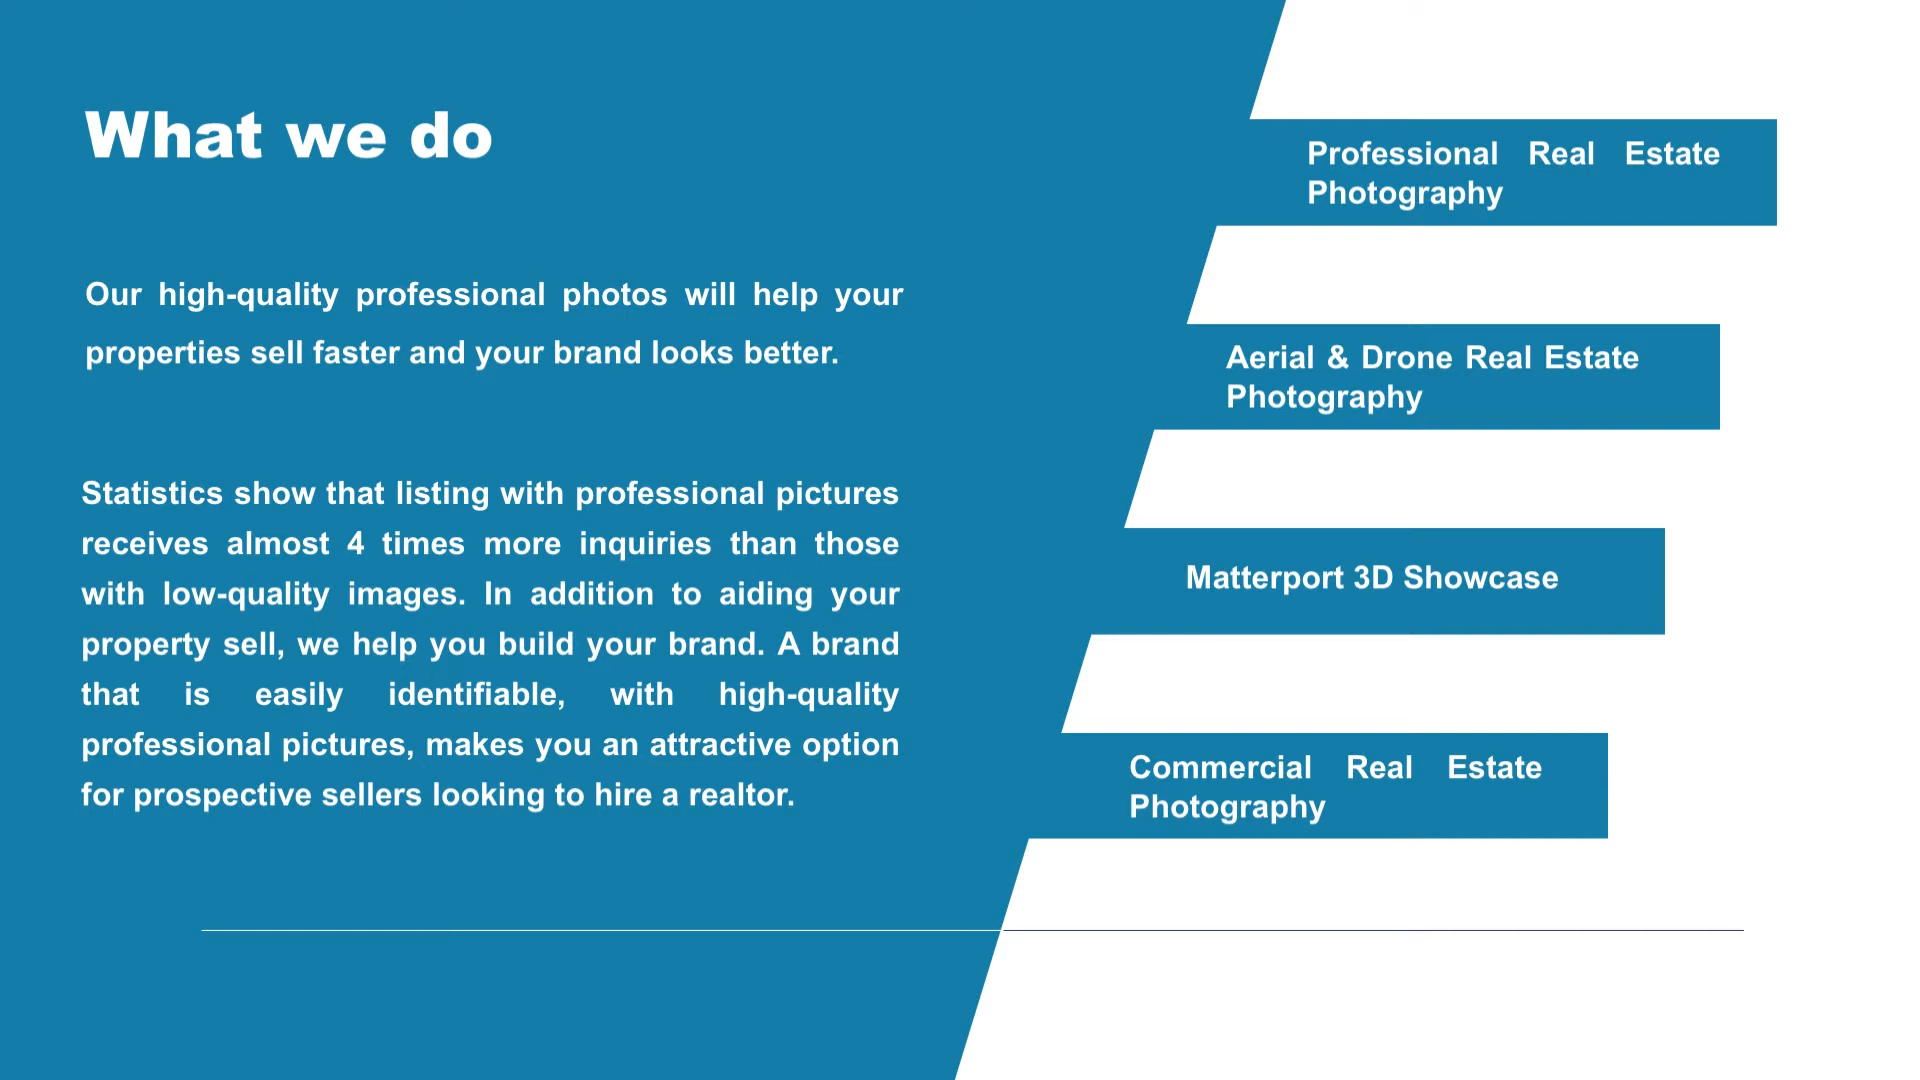 What we do
Our high-quality professional photos will help your
properties sell faster and your brand looks better.
Statistics show that listing with professional pictures
receives almost 4 times more inquiries than those
with low-quality images. In addition to aiding your
property sell, we help you build your brand. A brand
that is easily identifiable, with high-quality
professional pictures, makes you an attractive option
for prospective sellers looking to hire a realtor.
Professional Real Estate
Photography
Aerial & Drone Real Estate
Photography
Matterport 3D Showcase
Commercial Real Estate
Photography